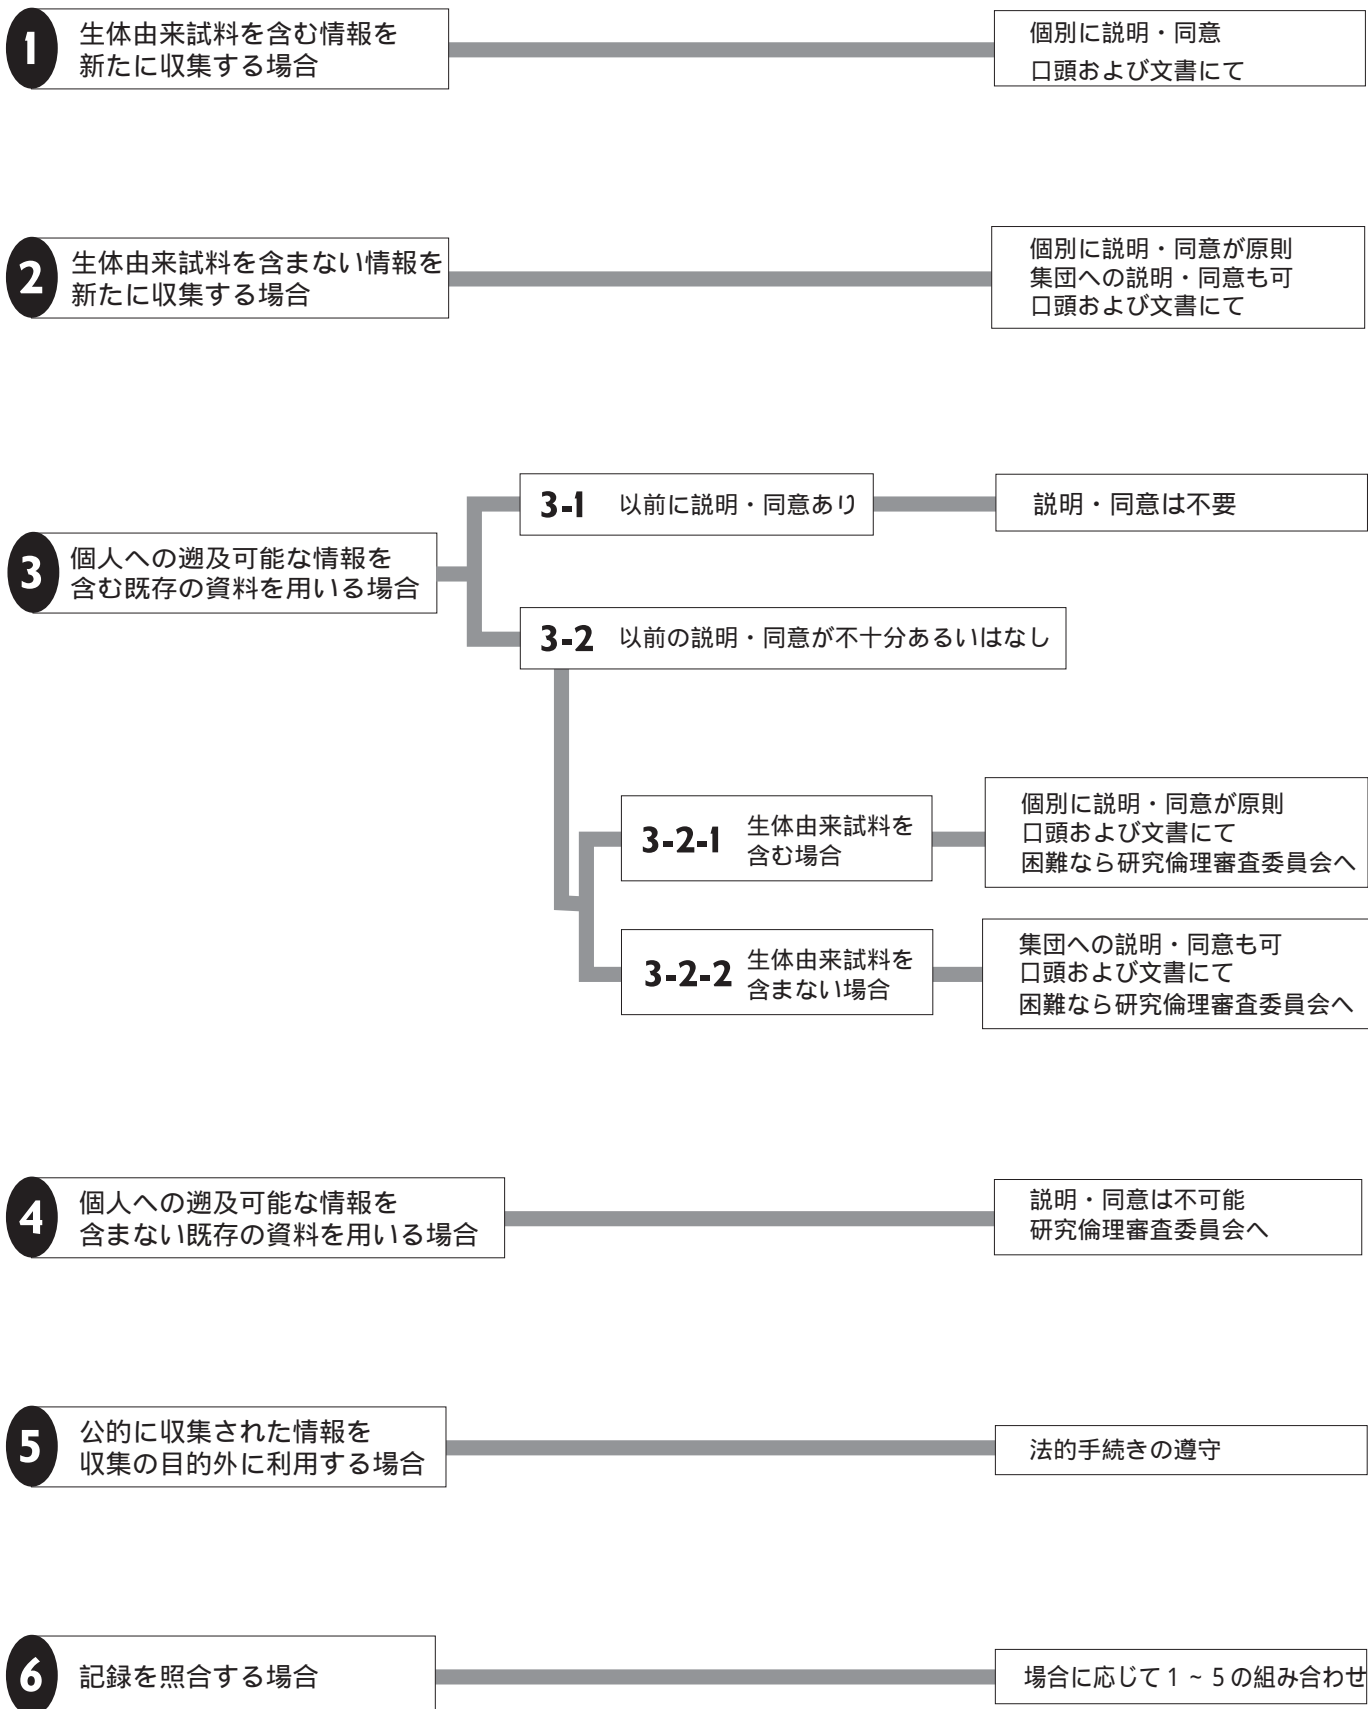 1
生体由来試料を含む情報を
新たに収集する場合
個別に説明・同意
口頭および文書にて
2
生体由来試料を含まない情報を
新たに収集する場合
個別に説明・同意が原則
集団への説明・同意も可
口頭および文書にて
3
個人への遡及可能な情報を
含む既存の資料を用いる場合
3-1 以前に説明・同意あり
説明・同意は不要
3-2 以前の説明・同意が不十分あるいはなし
3-2-1
生体由来試料を
含む場合
個別に説明・同意が原則
口頭および文書にて
困難なら研究倫理審査委員会へ
3-2-2
生体由来試料を
含まない場合
集団への説明・同意も可
口頭および文書にて
困難なら研究倫理審査委員会へ
4
個人への遡及可能な情報を
含まない既存の資料を用いる場合
説明・同意は不可能
研究倫理審査委員会へ
5
公的に収集された情報を
収集の目的外に利用する場合
法的手続きの遵守
6
記録を照合する場合
場合に応じて1~5の組み合わせ